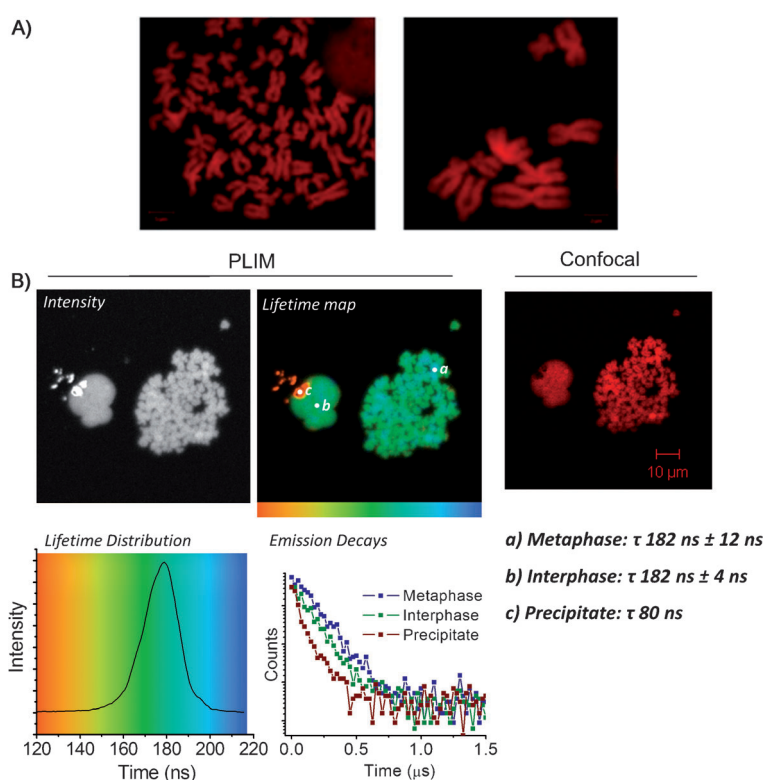 A)
PLIM
Confocal
B)
Intensity
Lifetime map
a
c
b
10 µm
Lifetime Distribution
Emission Decays
a) Metaphase: τ 182 ns ± 12 ns
b) Interphase: τ 182 ns ± 4 ns
c) Precipitate: τ 80 ns
Intensity
Counts
Metaphase
Interphase
Precipitate
120 140 160 180 200 220
0.0 0.5 1.0 1.5
Time (ns)
Time (µs)